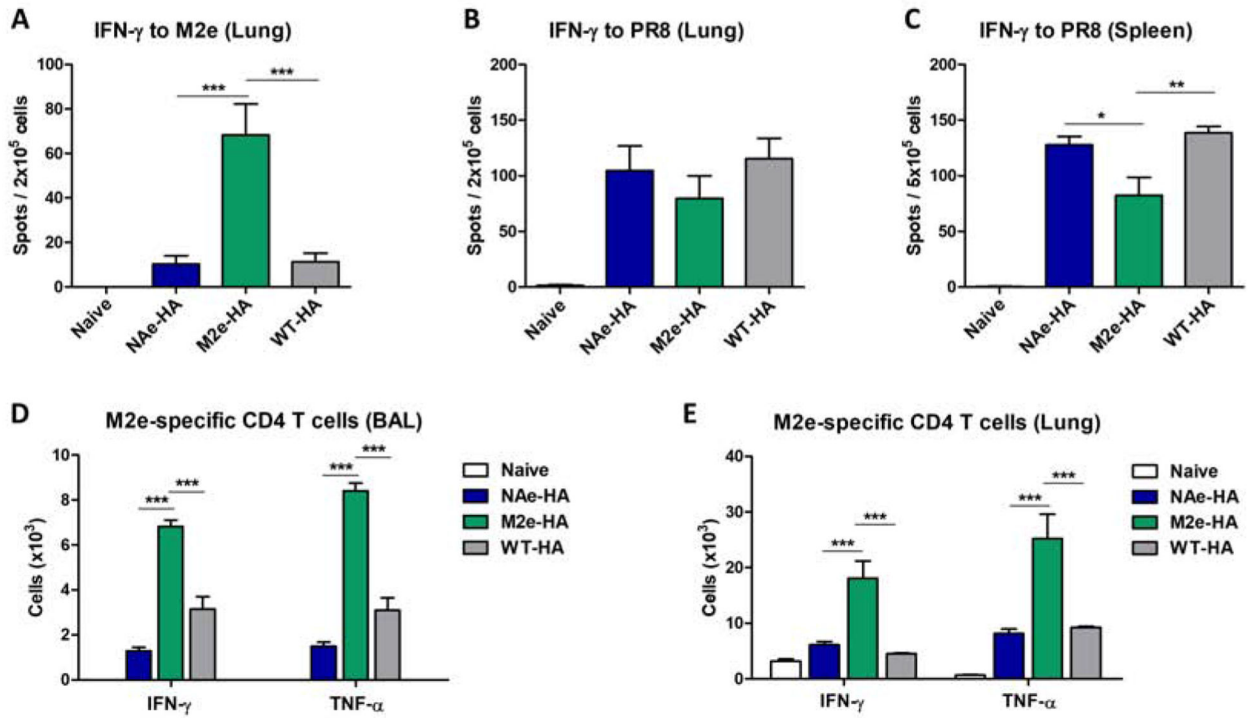 A
IFN-γ to M2e (Lung)
Spots / 2x10⁵ cells
100
80
60
40
20
0
***
***
Naive
NAe-HA
M2e-HA
WT-HA
B
IFN-γ to PR8 (Lung)
Spots / 2x10⁵ cells
200
150
100
50
0
Naive
NAe-HA
M2e-HA
WT-HA
C
IFN-γ to PR8 (Spleen)
Spots / 5x10⁵ cells
200
150
100
50
0
*
**
Naive
NAe-HA
M2e-HA
WT-HA
D
M2e-specific CD4 T cells (BAL)
Cells (x10³)
10
8
6
4
2
0
***
***
***
***
IFN-γ
TNF-α
Naive
NAe-HA
M2e-HA
WT-HA
E
M2e-specific CD4 T cells (Lung)
Cells (x10³)
40
30
20
10
0
***
***
***
***
IFN-γ
TNF-α
Naive
NAe-HA
M2e-HA
WT-HA